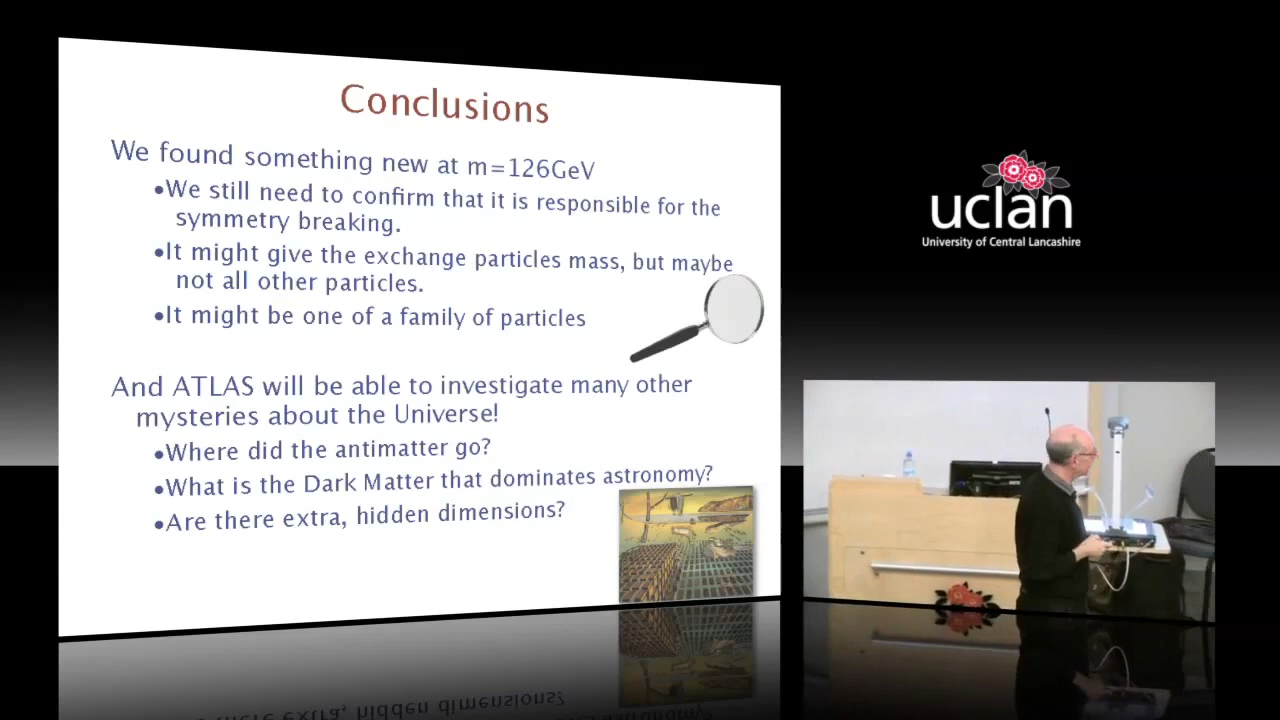 Conclusions
We found something new at m=126GeV
•We still need to confirm that it is responsible for the
symmetry breaking.
•It might give the exchange particles mass, but maybe
not all other particles.
•It might be one of a family of particles
And ATLAS will be able to investigate many other
mysteries about the Universe!
•Where did the antimatter go?
•What is the Dark Matter that dominates astronomy?
•Are there extra, hidden dimensions?
uclan
University of Central Lancashire